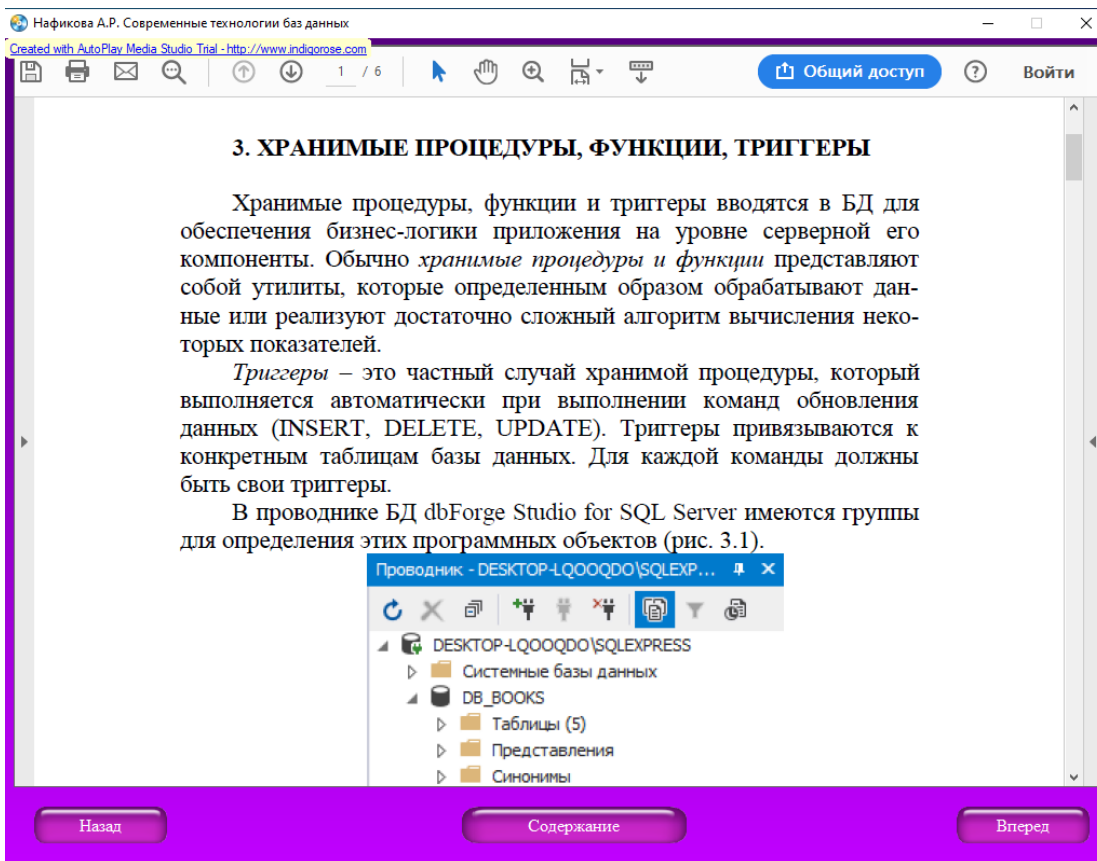 Нафикова А.Р. Современные технологии баз данных
Created with AutoPlay Media Studio Trial - http://www.indigorose.com
1 / 6
Общий доступ
?
Войти
3. ХРАНИМЫЕ ПРОЦЕДУРЫ, ФУНКЦИИ, ТРИГГЕРЫ
Хранимые процедуры, функции и триггеры вводятся в БД для
обеспечения бизнес-логики приложения на уровне серверной его
компоненты. Обычно хранимые процедуры и функции представляют
собой утилиты, которые определенным образом обрабатывают дан-
ные или реализуют достаточно сложный алгоритм вычисления неко-
торых показателей.
Триггеры – это частный случай хранимой процедуры, который
выполняется автоматически при выполнении команд обновления
данных (INSERT, DELETE, UPDATE). Триггеры привязываются к
конкретным таблицам базы данных. Для каждой команды должны
быть свои триггеры.
В проводнике БД dbForge Studio for SQL Server имеются группы
для определения этих программных объектов (рис. 3.1).
Проводник - DESKTOP-LQOOQDO\SQLEXP...
DESKTOP-LQOOQDO\SQLEXPRESS
Системные базы данных
DB_BOOKS
Таблицы (5)
Представления
Синонимы
Назад
Содержание
Вперед